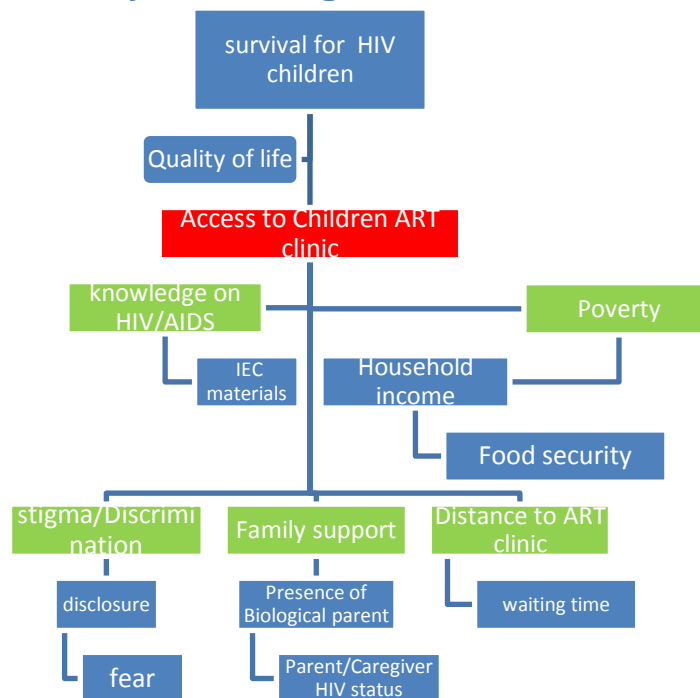 survival for HIV
children
Quality of life
Access to Children ART
clinic
knowledge on
HIV/AIDS
Poverty
IEC
materials
Household
income
Food security
stigma/Discrimi
nation
Family support
Distance to ART
clinic
disclosure
Presence of
Biological parent
waiting time
fear
Parent/Caregiver
HIV status